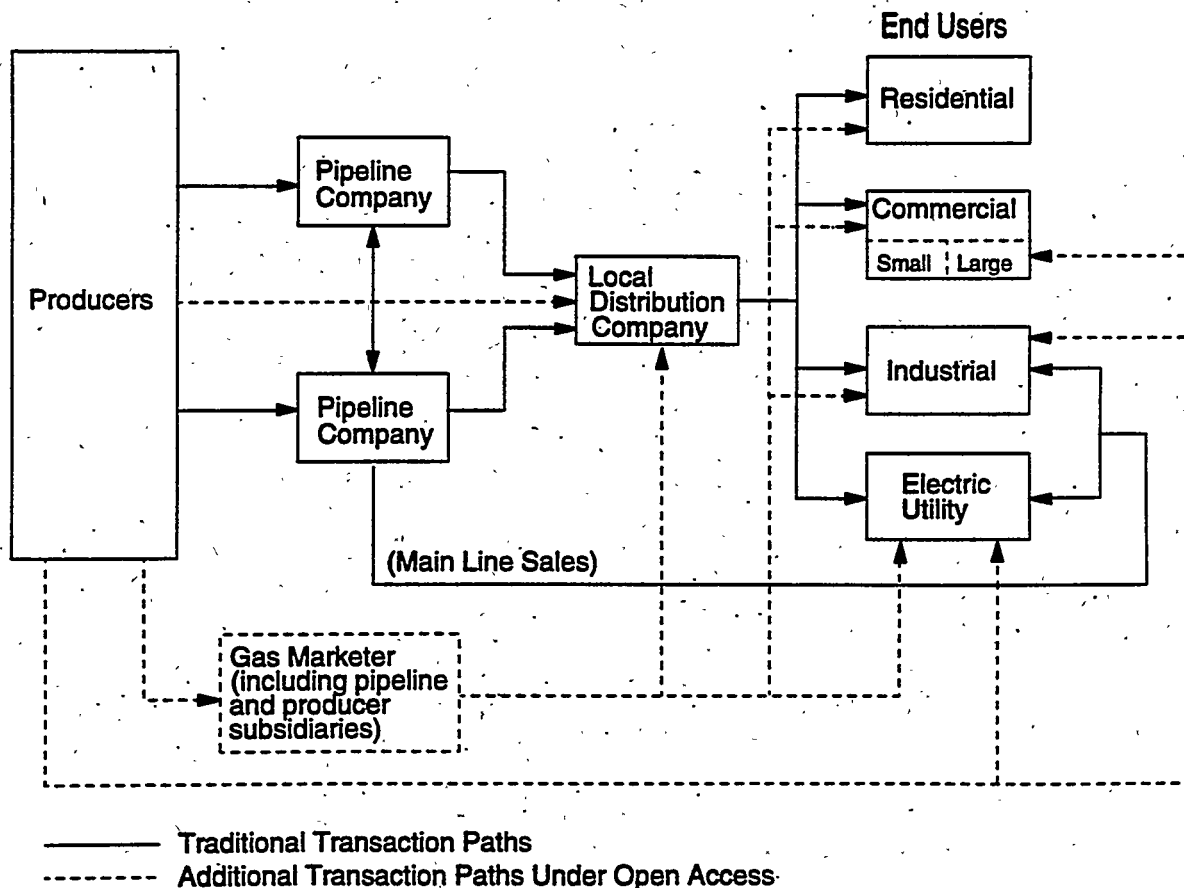 End Users
Residential
Pipeline
Company
Commercial
Small
Large
Producers
Local
Distribution
Company
Industrial
Pipeline
Company
Electric
Utility
(Main Line Sales)
Gas Marketer
(including pipeline
and producer
subsidiaries)
Traditional Transaction Paths
Additional Transaction Paths Under Open Access